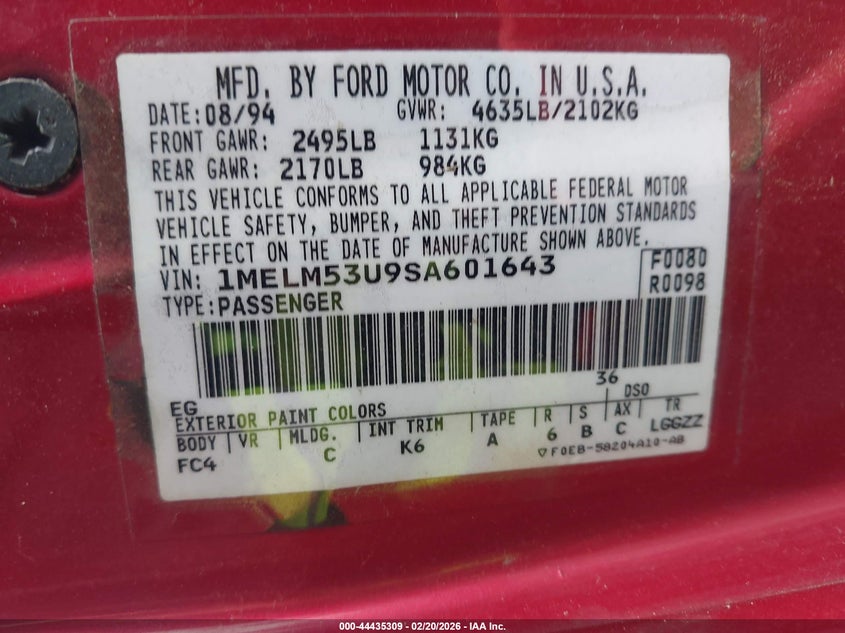 MFD. BY FORD MOTOR CO. IN U.S.A.
DATE: 08/94 GVWR: 4635LB/2102KG
FRONT GAWR: 2495LB 1131KG
REAR GAWR: 2170LB 984KG
THIS VEHICLE CONFORMS TO ALL APPLICABLE FEDERAL MOTOR
VEHICLE SAFETY, BUMPER, AND THEFT PREVENTION STANDARDS
IN EFFECT ON THE DATE OF MANUFACTURE SHOWN ABOVE.
VIN: 1MELM53U9SA601643 F0080
TYPE: PASSENGER R0098
36
EG DSO
EXTERIOR PAINT COLORS
BODY VR MLDG. INT TRIM TAPE R S AX TR
FC4 C K6 A 6 B C LGGZZ
▽F0EB-58204A10-AB
000-44435309 - 02/20/2026 - IAA Inc.